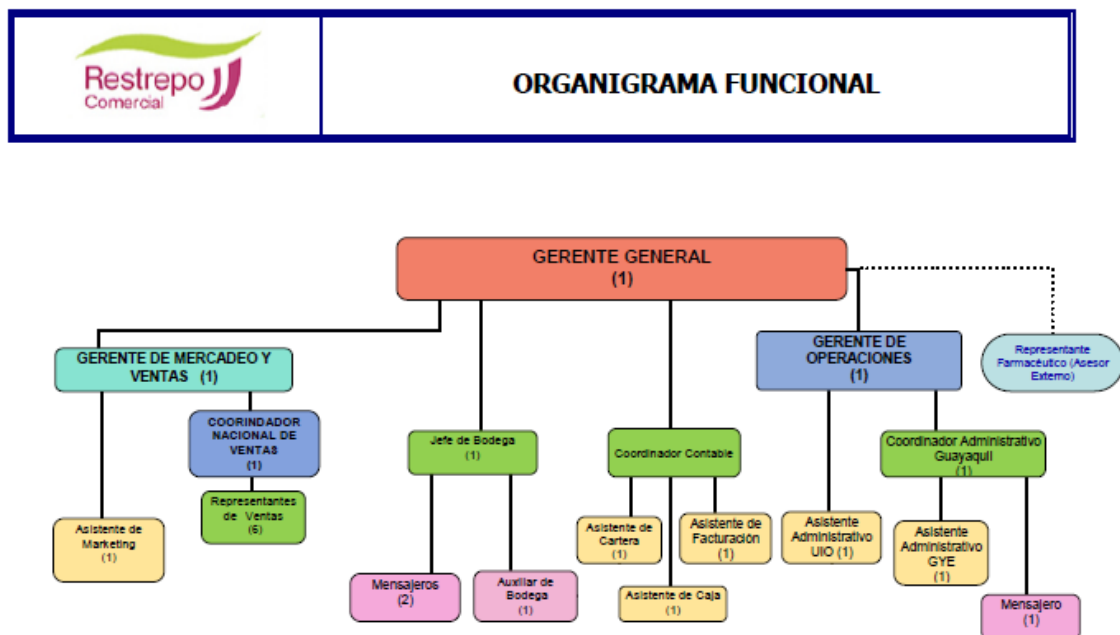 Restrepo
Comercial
ORGANIGRAMA FUNCIONAL
GERENTE GENERAL
(1)
GERENTE DE MERCADEO Y
VENTAS (1)
GERENTE DE
OPERACIONES
(1)
Representante
Farmacéutico (Asesor
Externo)
COORINDADOR
NACIONAL DE
VENTAS
(1)
Jefe de Bodega
(1)
Coordinador Contable
Coordinador Administrativo
Guayaquil
(1)
Representantes
de Ventas
(6)
Asistente de
Marketing
(1)
Asistente de
Cartera
(1)
Asistente de
Facturación
(1)
Asistente
Administrativo
UIO (1)
Asistente
Administrativo
GYE
(1)
Mensajeros
(2)
Auxiliar de
Bodega
(1)
Asistente de Caja
(1)
Mensajero
(1)